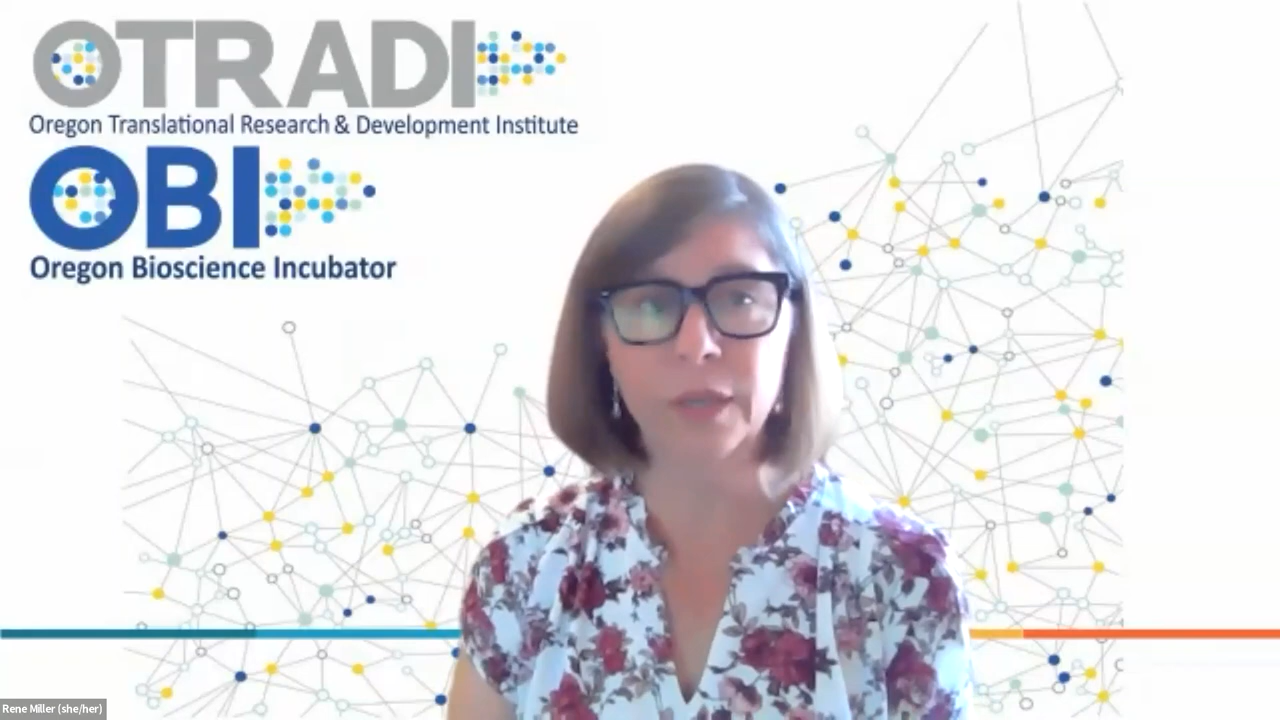 OTRADI
Oregon Translational Research & Development Institute
OBI
Oregon Bioscience Incubator
Rene Miller (she/her)